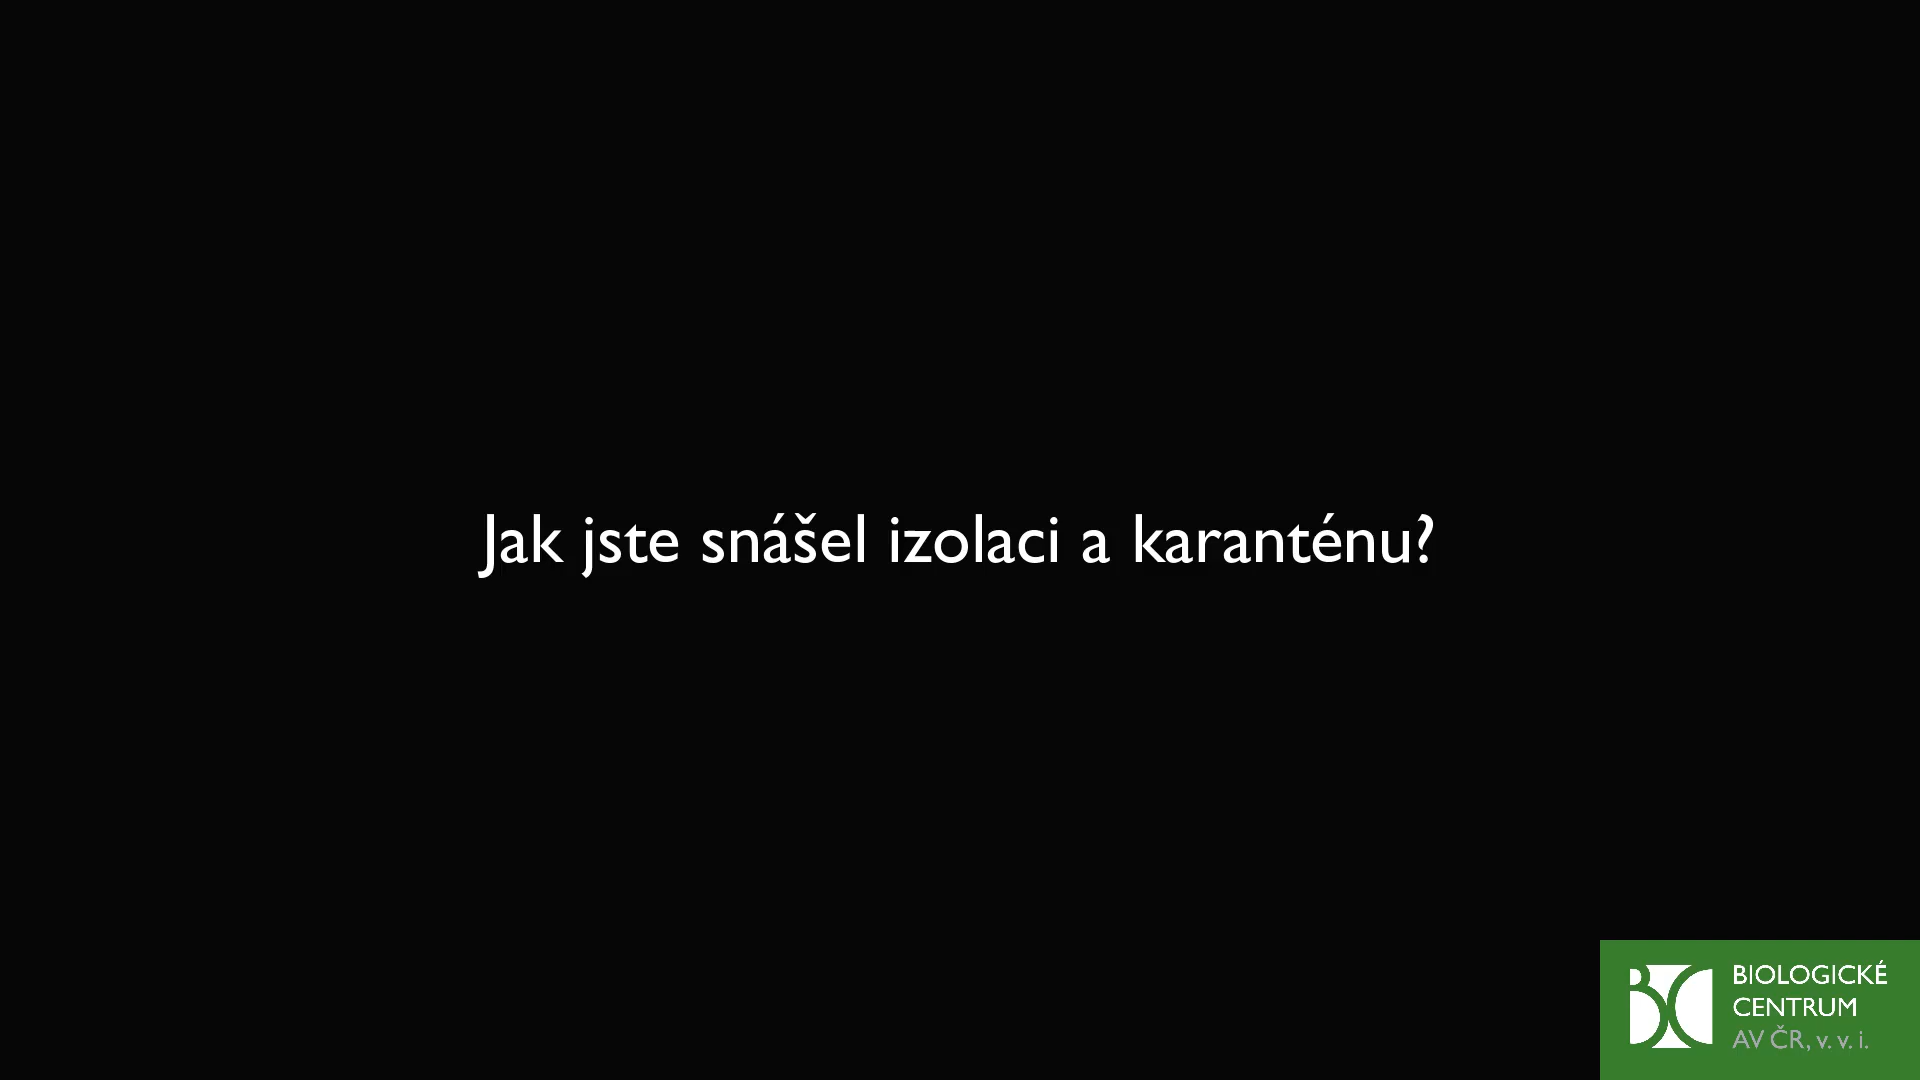 Jak jste snášel izolaci a karanténu?
BIOLOGICKÉ
CENTRUM
AV ČR, v. v. i.